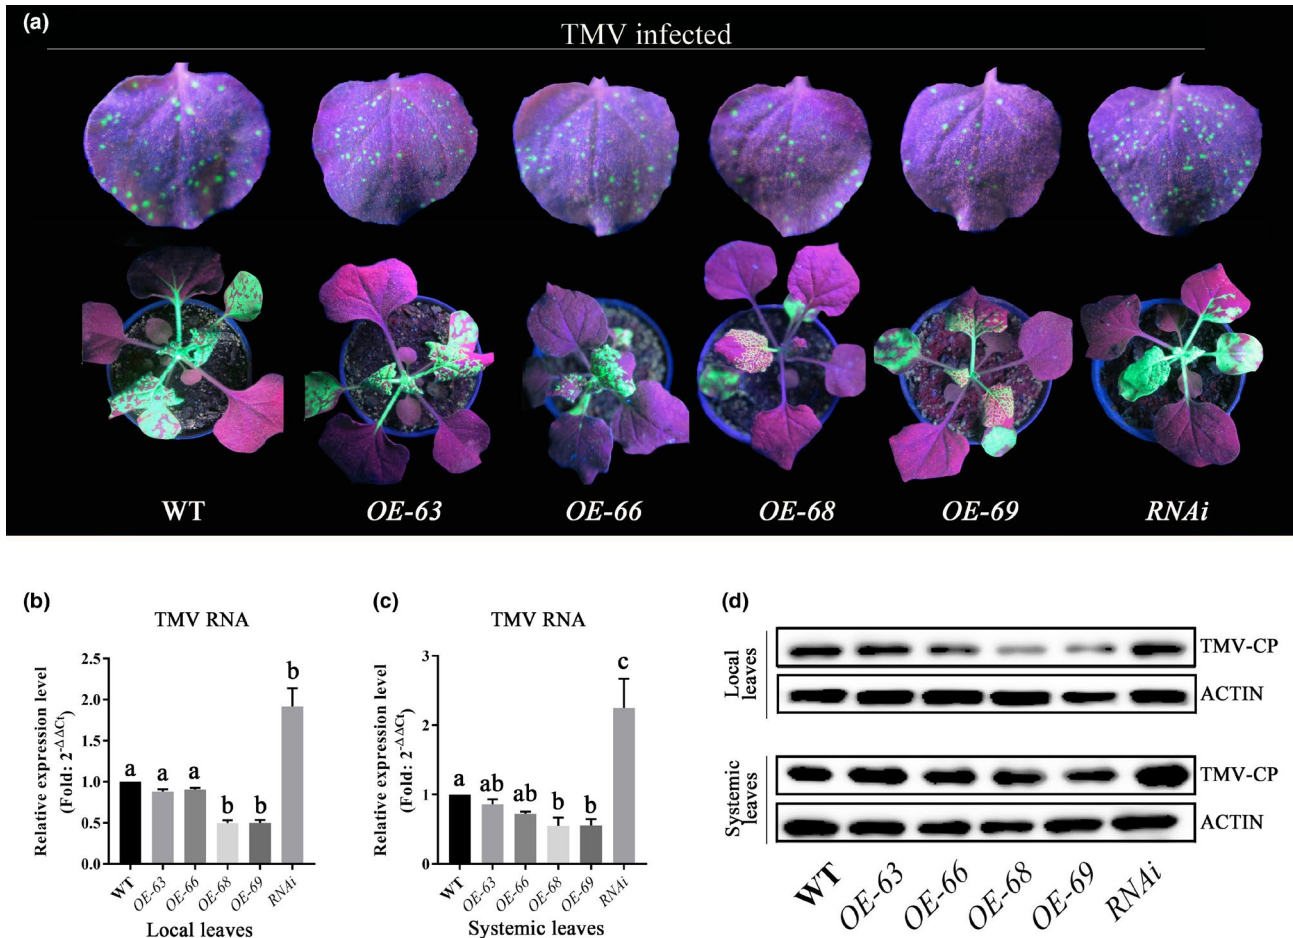 (a)
TMV infected
WT OE-63 OE-66 OE-68 OE-69 RNAi
(b)
TMV RNA
Relative expression level
(Fold: 2-ΔΔCt)
2.5
2.0
1.5
1.0
0.5
0.0
a a a b b b
WT OE-63 OE-66 OE-68 OE-69 RNAi
Local leaves
(c)
TMV RNA
Relative expression level
(Fold: 2-ΔΔCt)
3
2
1
0
a ab ab b b c
WT OE-63 OE-66 OE-68 OE-69 RNAi
Systemic leaves
(d)
Local
leaves
TMV-CP
ACTIN
Systemic
leaves
TMV-CP
ACTIN
WT OE-63 OE-66 OE-68 OE-69 RNAi